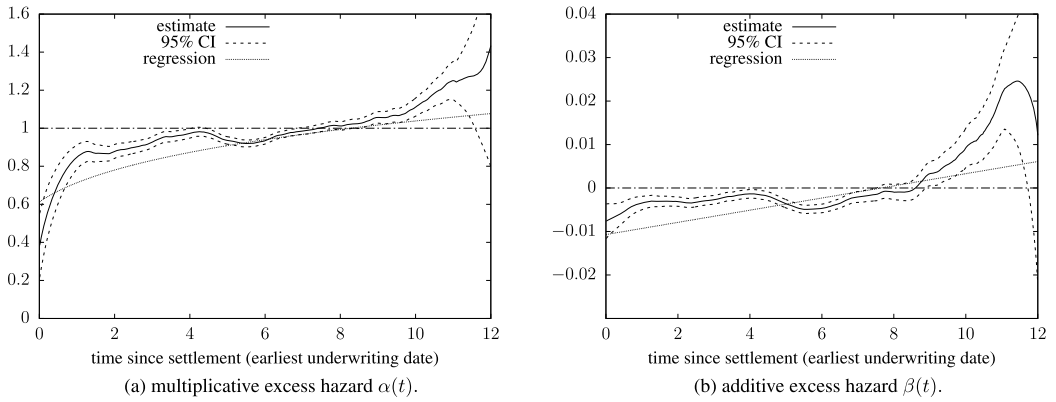 estimate
95% CI
regression
1.6
1.4
1.2
1
0.8
0.6
0.4
0.2
0
0 2 4 6 8 10 12
time since settlement (earliest underwriting date)
(a) multiplicative excess hazard α(t).
estimate
95% CI
regression
0.04
0.03
0.02
0.01
0
−0.01
−0.02
0 2 4 6 8 10 12
time since settlement (earliest underwriting date)
(b) additive excess hazard β(t).